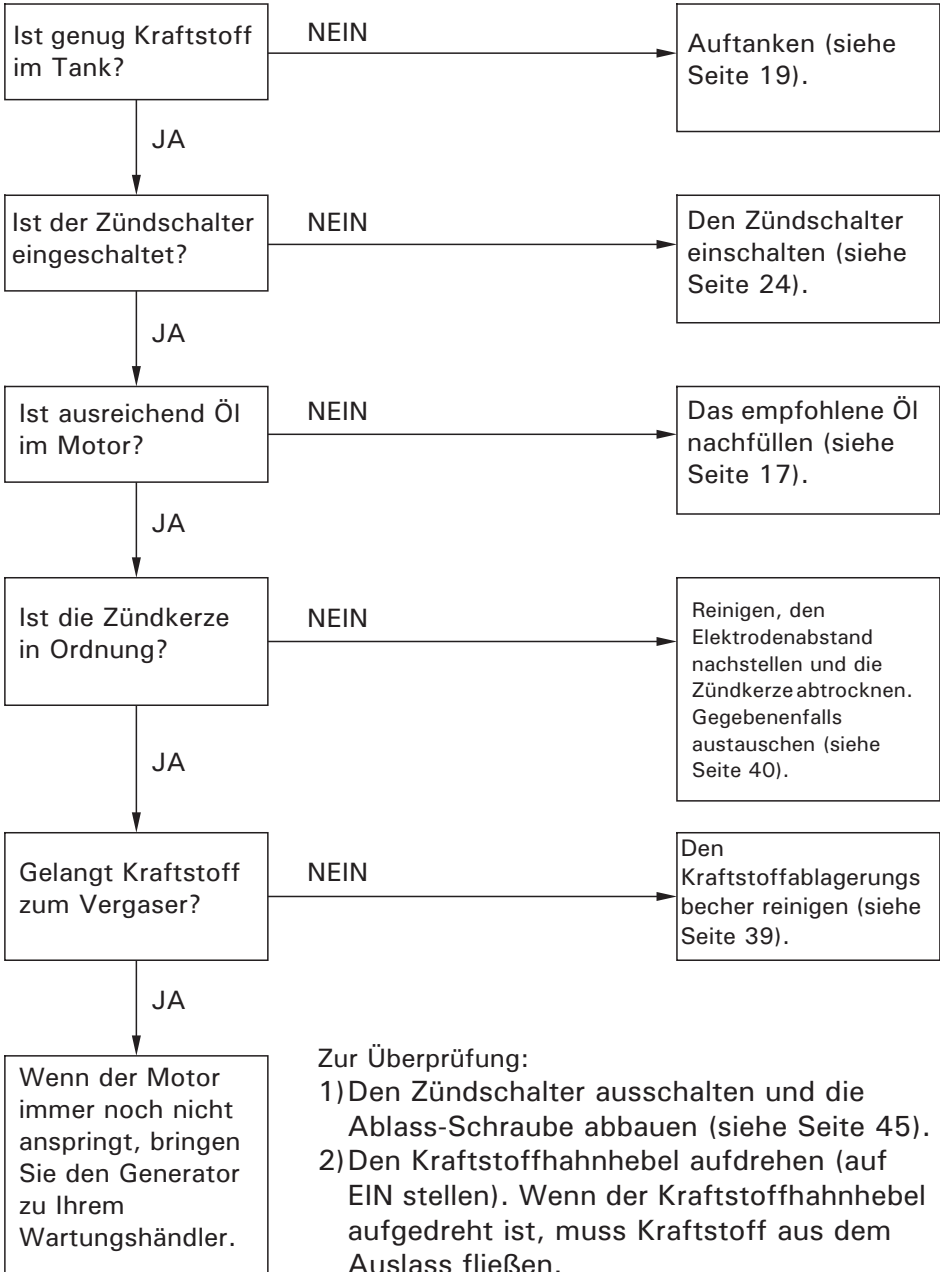 Ist genug Kraftstoff
im Tank?
NEIN
Auftanken (siehe
Seite 19).
JA
Ist der Zündschalter
eingeschaltet?
NEIN
Den Zündschalter
einschalten (siehe
Seite 24).
JA
Ist ausreichend Öl
im Motor?
NEIN
Das empfohlene Öl
nachfüllen (siehe
Seite 17).
JA
Ist die Zündkerze
in Ordnung?
NEIN
Reinigen, den
Elektrodenabstand
nachstellen und die
Zündkerze abtrocknen.
Gegebenenfalls
austauschen (siehe
Seite 40).
JA
Gelangt Kraftstoff
zum Vergaser?
NEIN
Den
Kraftstoffablagerungs
becher reinigen (siehe
Seite 39).
JA
Wenn der Motor
immer noch nicht
anspringt, bringen
Sie den Generator
zu Ihrem
Wartungshändler.
Zur Überprüfung:
1) Den Zündschalter ausschalten und die
Ablass-Schraube abbauen (siehe Seite 45).
2) Den Kraftstoffhahnhebel aufdrehen (auf
EIN stellen). Wenn der Kraftstoffhahnhebel
aufgedreht ist, muss Kraftstoff aus dem
Auslass fließen.